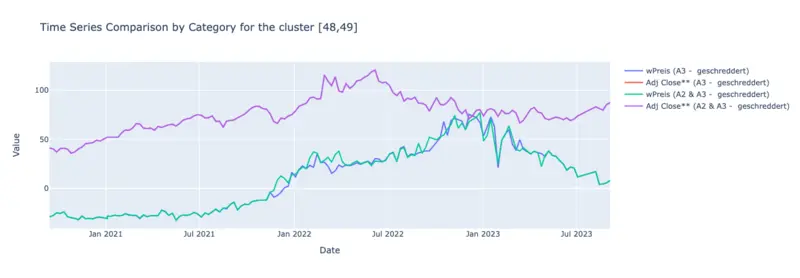 Time Series Comparison by Category for the cluster [48,49]
wPreis (A3 - geschreddert)
Adj Close** (A3 - geschreddert)
wPreis (A2 & A3 - geschreddert)
Adj Close** (A2 & A3 - geschreddert)
Value
100
50
0
Jan 2021
Jul 2021
Jan 2022
Jul 2022
Jan 2023
Jul 2023
Date